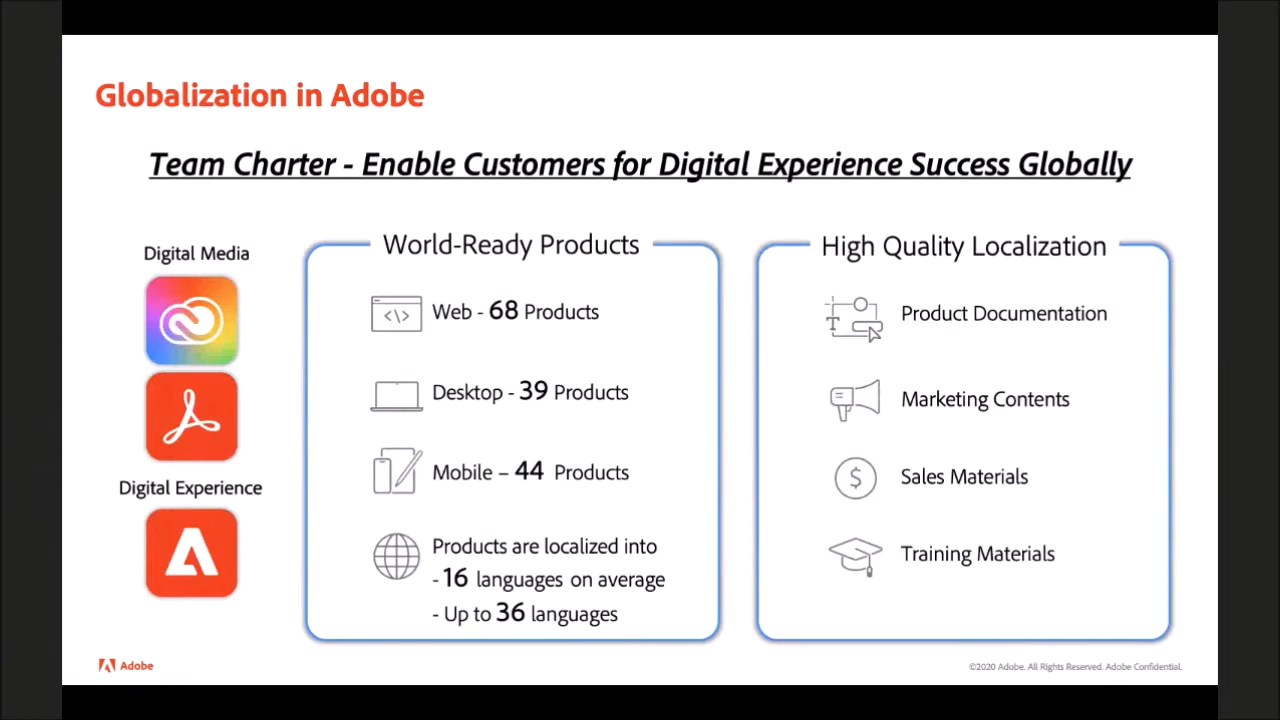 Globalization in Adobe
Team Charter - Enable Customers for Digital Experience Success Globally
Digital Media
Digital Experience
World-Ready Products
Web - 68 Products
Desktop - 39 Products
Mobile – 44 Products
Products are localized into
- 16 languages on average
- Up to 36 languages
High Quality Localization
T
Product Documentation
Marketing Contents
$
Sales Materials
Training Materials
Adobe
©2020 Adobe. All Rights Reserved. Adobe Confidential.